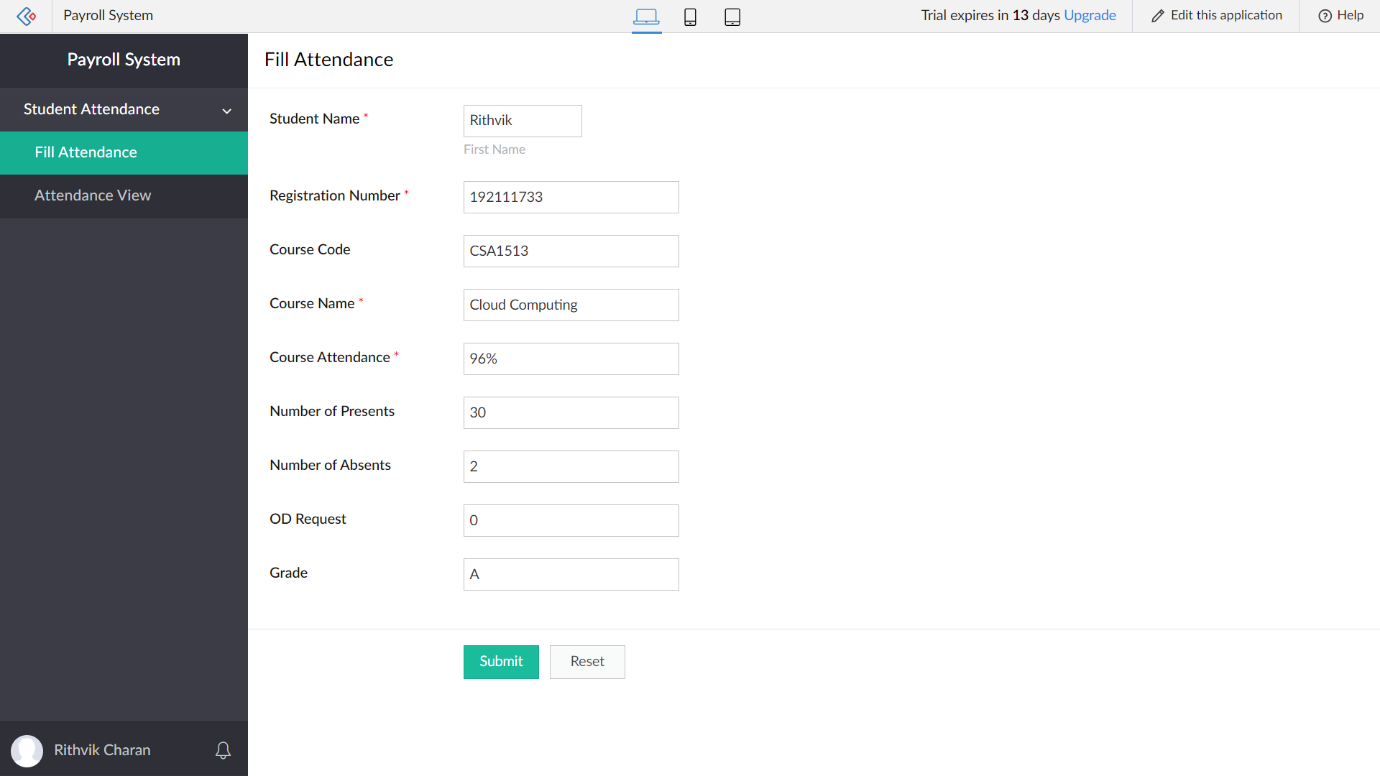 Payroll System
Trial expires in 13 days Upgrade
Edit this application
Help
Payroll System
Student Attendance
Fill Attendance
Attendance View
Rithvik Charan
Fill Attendance
Student Name *
Rithvik
First Name
Registration Number *
192111733
Course Code
CSA1513
Course Name *
Cloud Computing
Course Attendance *
96%
Number of Presents
30
Number of Absents
2
OD Request
0
Grade
A
Submit
Reset